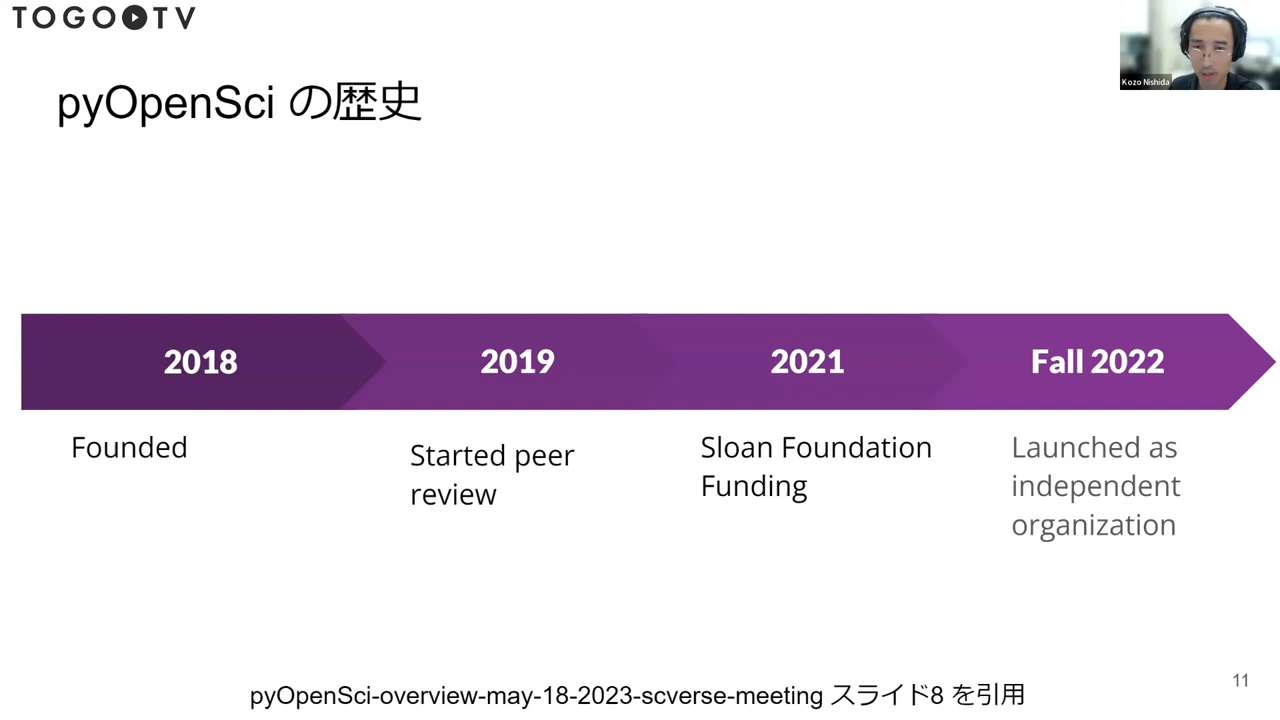 TOGO TV
Kozo Nishida
pyOpenSci の歴史
2018
2019
2021
Fall 2022
Founded
Started peer
review
Sloan Foundation
Funding
Launched as
independent
organization
pyOpenSci-overview-may-18-2023-scverse-meeting スライド8 を引用
11